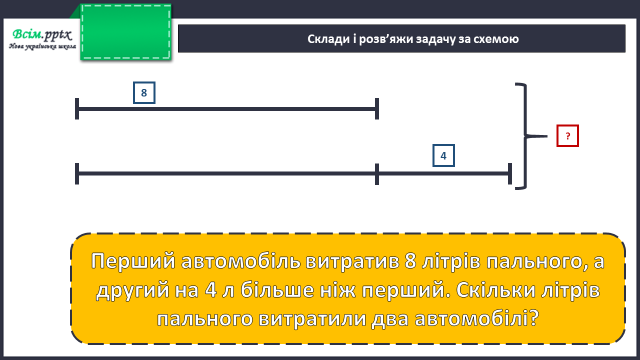 Всім.pptx
Нова українська школа
Склади і розв’яжи задачу за схемою
8
4
?
Перший автомобіль витратив 8 літрів пального, а
другий на 4 л більше ніж перший. Скільки літрів
пального витратили два автомобілі?